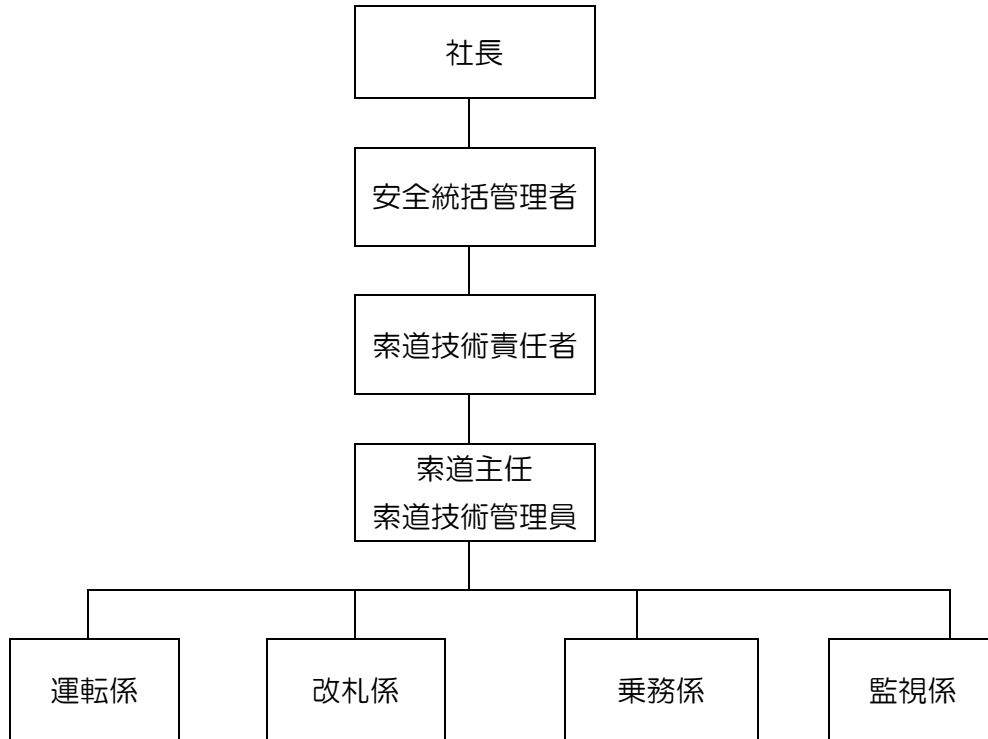 社長
安全統括管理者
索道技術責任者
索道主任
索道技術管理員
運転係
改札係
乗務係
監視係